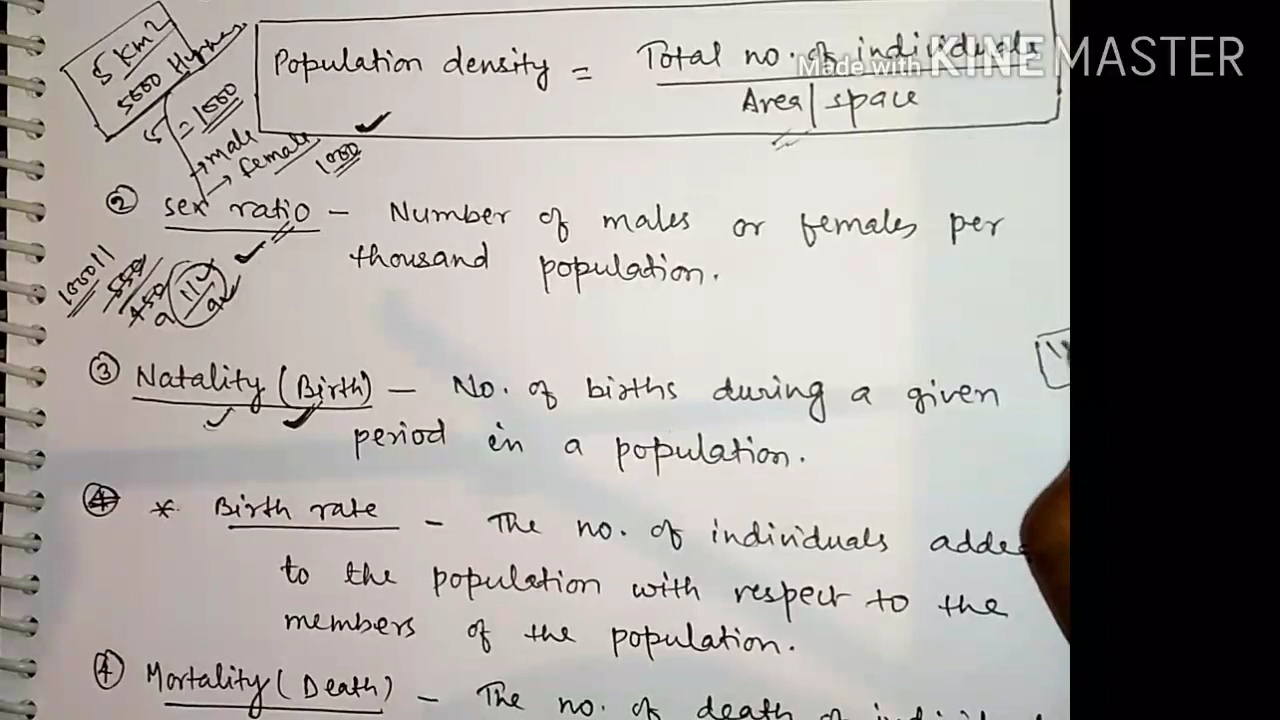 5 km2
5000
Population density = Total no. of individuals
Area/space
Made with KINEMASTER
5 = 1000
→ male
→ female 1000
② sex ratio - Number of males or females per
thousand population.
1000 11
550
450
③ Natality (Birth) - No. of births during a given
period in a population.
④ * Birth rate - The no. of individuals
to the population with respect to the
members of the population.
④ Mortality (Death) - The no. of death of